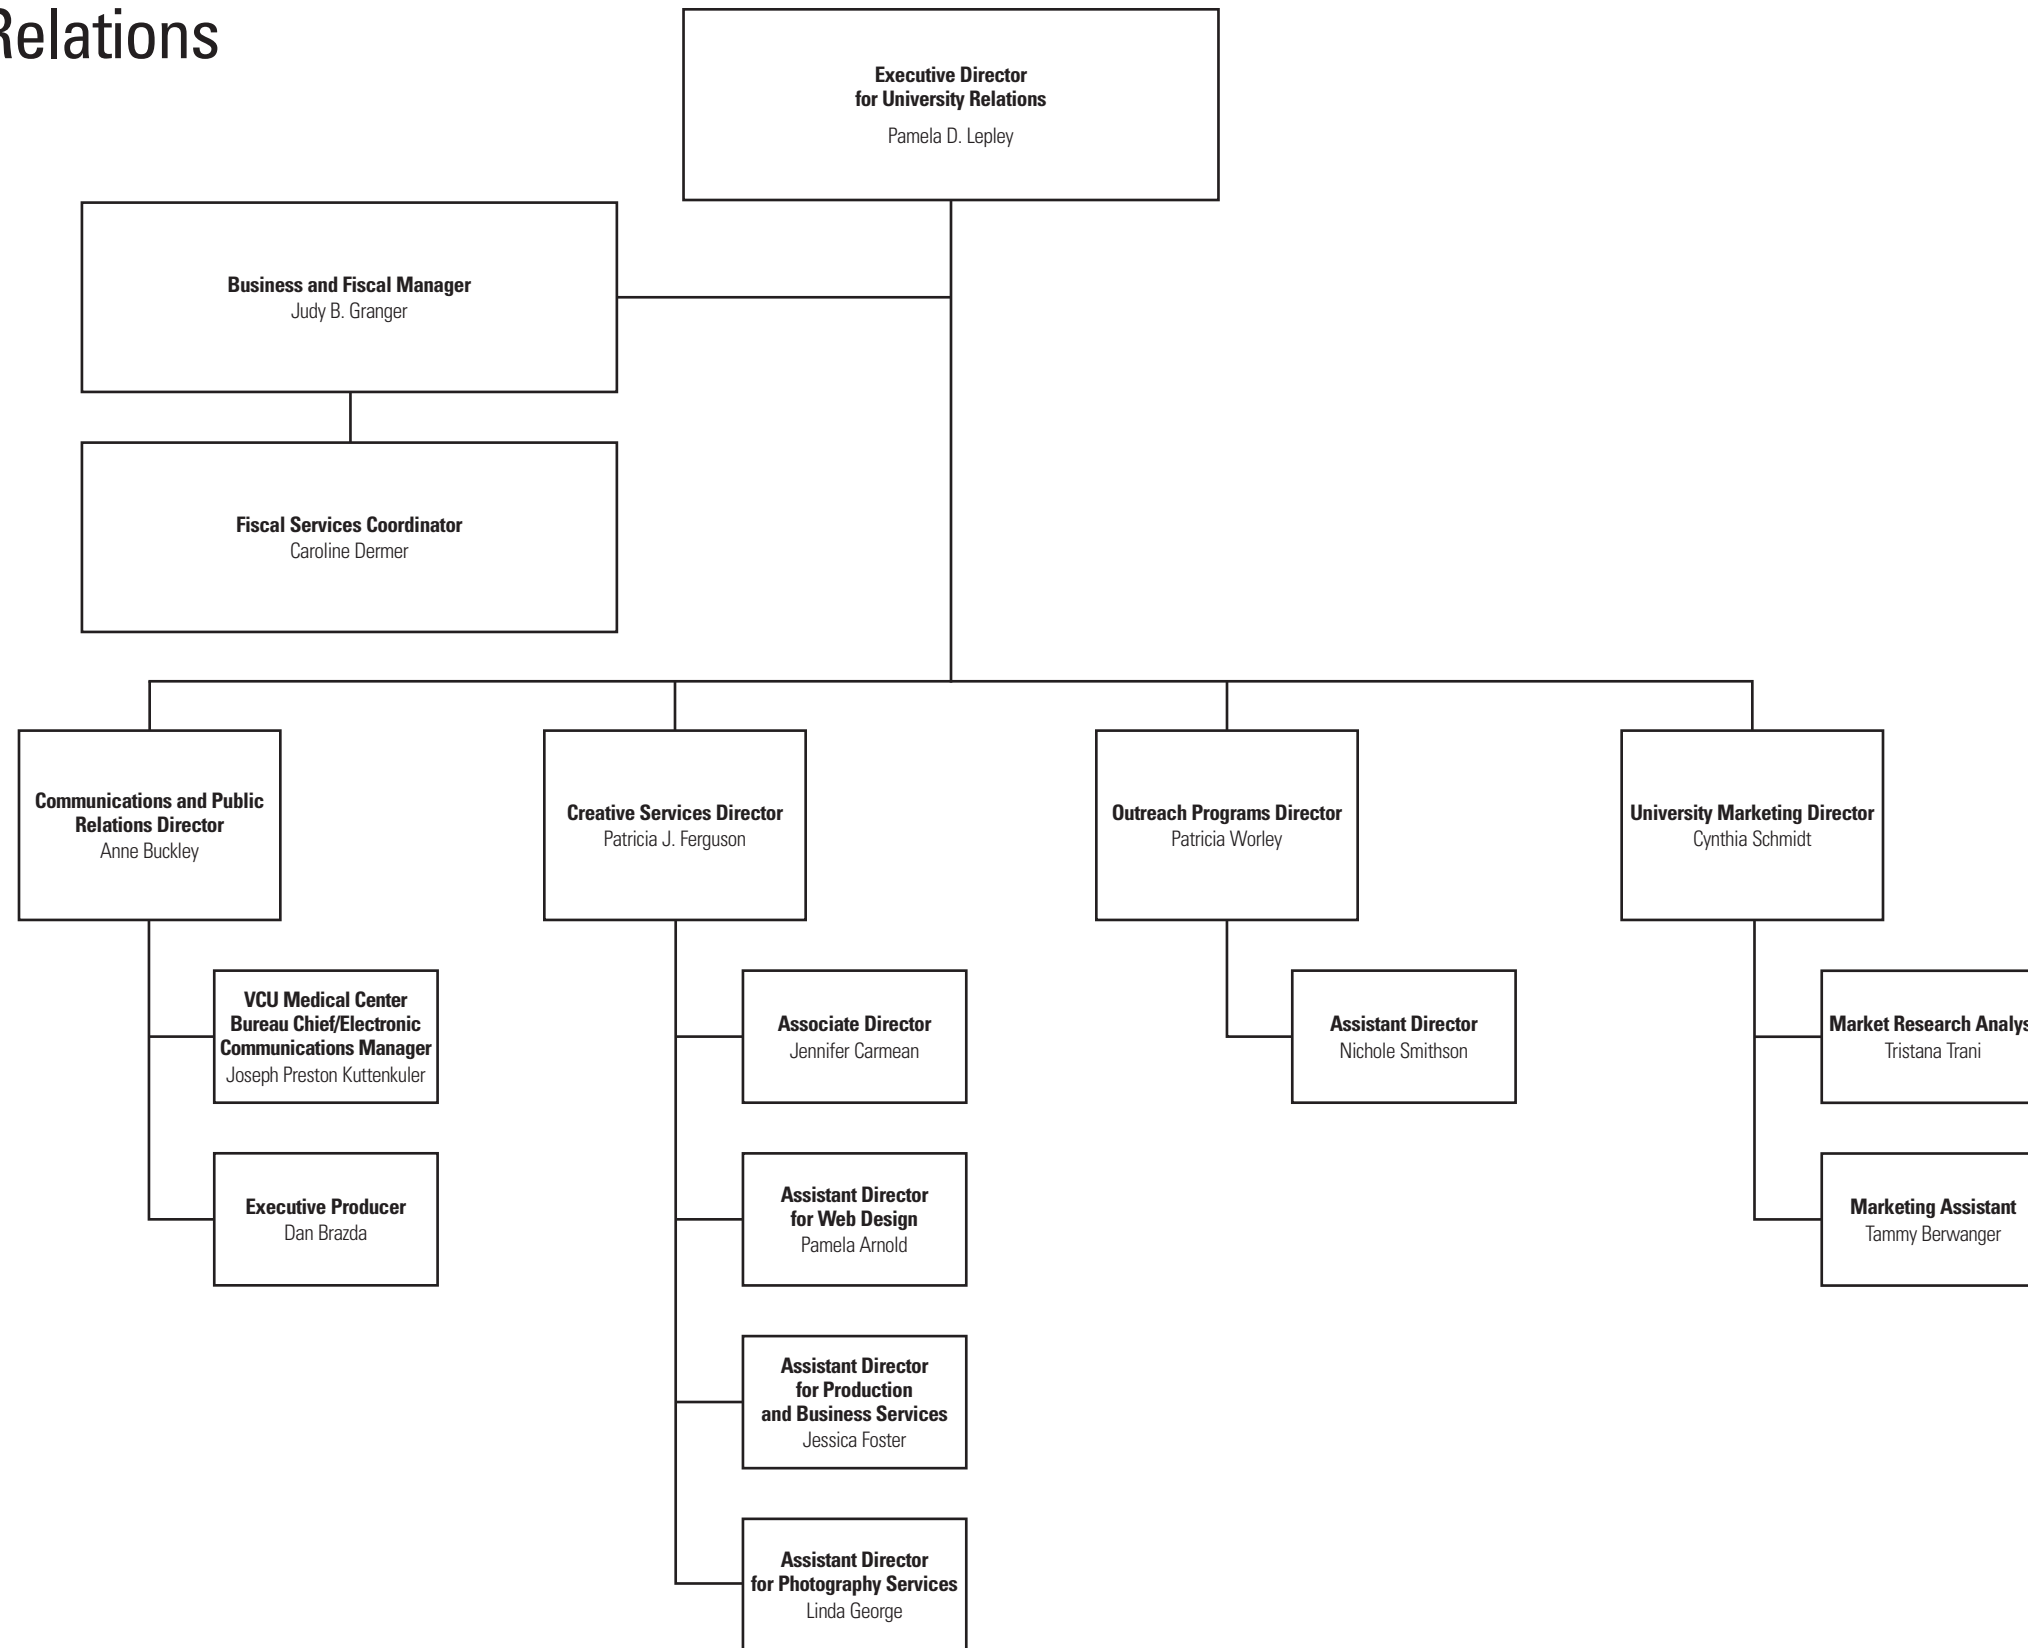 Relations
Executive Director
for University Relations
Pamela D. Lepley
Business and Fiscal Manager
Judy B. Granger
Fiscal Services Coordinator
Caroline Dermer
Communications and Public
Relations Director
Anne Buckley
Creative Services Director
Patricia J. Ferguson
Outreach Programs Director
Patricia Worley
University Marketing Director
Cynthia Schmidt
VCU Medical Center
Bureau Chief/Electronic
Communications Manager
Joseph Preston Kuttenkuler
Associate Director
Jennifer Carmean
Assistant Director
Nichole Smithson
Market Research Analys
Tristana Trani
Executive Producer
Dan Brazda
Assistant Director
for Web Design
Pamela Arnold
Marketing Assistant
Tammy Berwanger
Assistant Director
for Production
and Business Services
Jessica Foster
Assistant Director
for Photography Services
Linda George